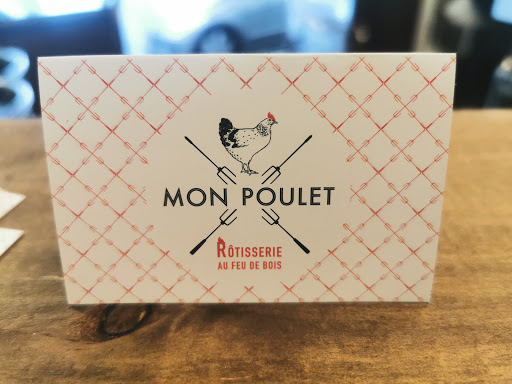 MON POULET
RÔTISSERIE
AU FEU DE BOIS